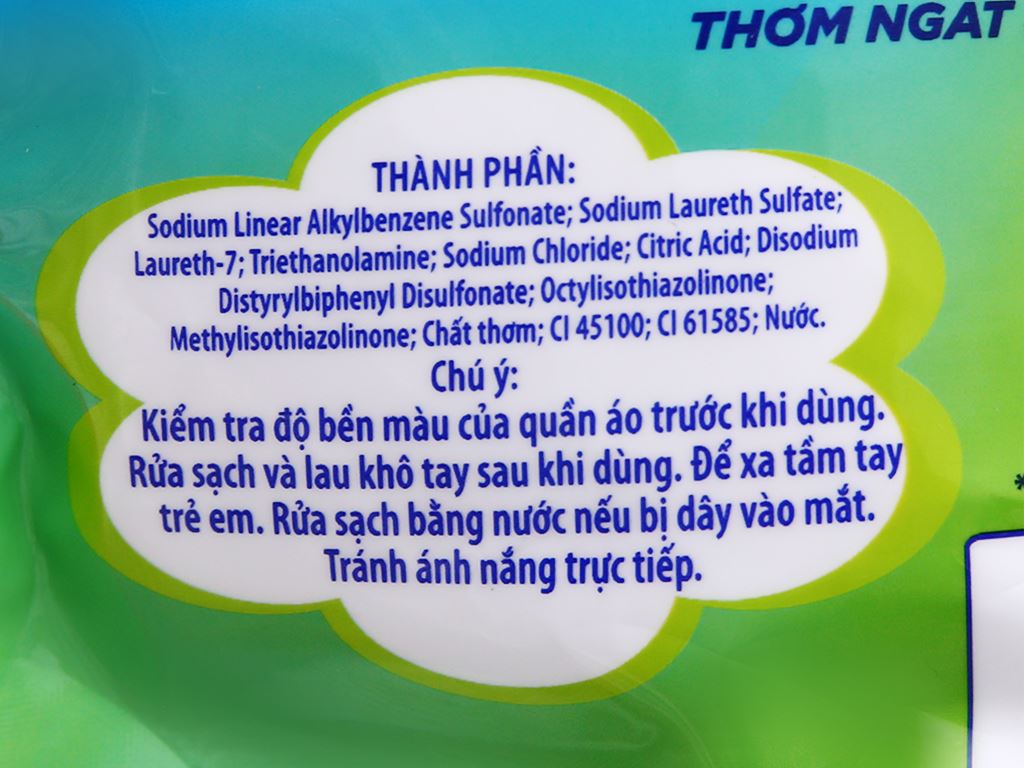 THƠM NGÁT
THÀNH PHẦN:
Sodium Linear Alkylbenzene Sulfonate; Sodium Laureth Sulfate;
Laureth-7; Triethanolamine; Sodium Chloride; Citric Acid; Disodium
Distyrylbiphenyl Disulfonate; Octylisothiazolinone;
Methylisothiazolinone; Chất thơm; CI 45100; CI 61585; Nước.
Chú ý:
Kiểm tra độ bền màu của quần áo trước khi dùng.
Rửa sạch và lau khô tay sau khi dùng. Để xa tầm tay
trẻ em. Rửa sạch bằng nước nếu bị dây vào mắt.
Tránh ánh nắng trực tiếp.